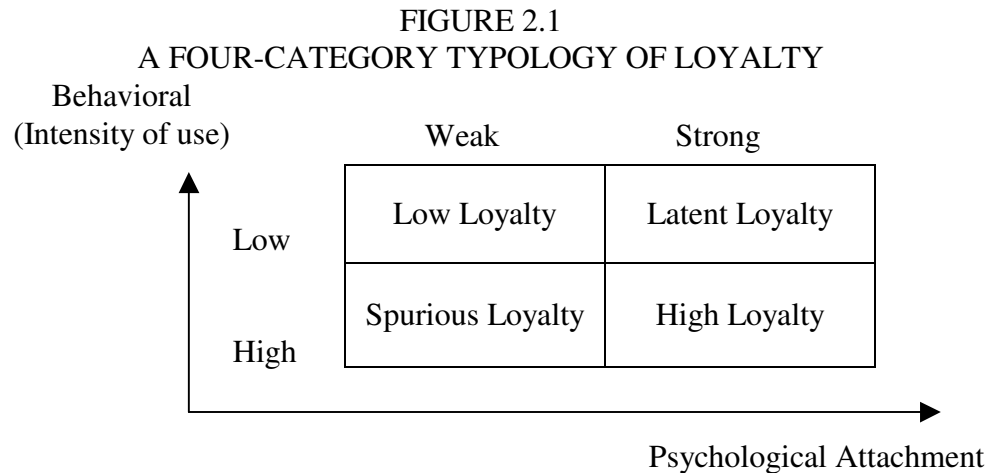 FIGURE 2.1
A FOUR-CATEGORY TYPOLOGY OF LOYALTY
Behavioral
(Intensity of use)
Weak Strong
Low Loyalty Latent Loyalty
Low
Spurious Loyalty High Loyalty
High
Psychological Attachment